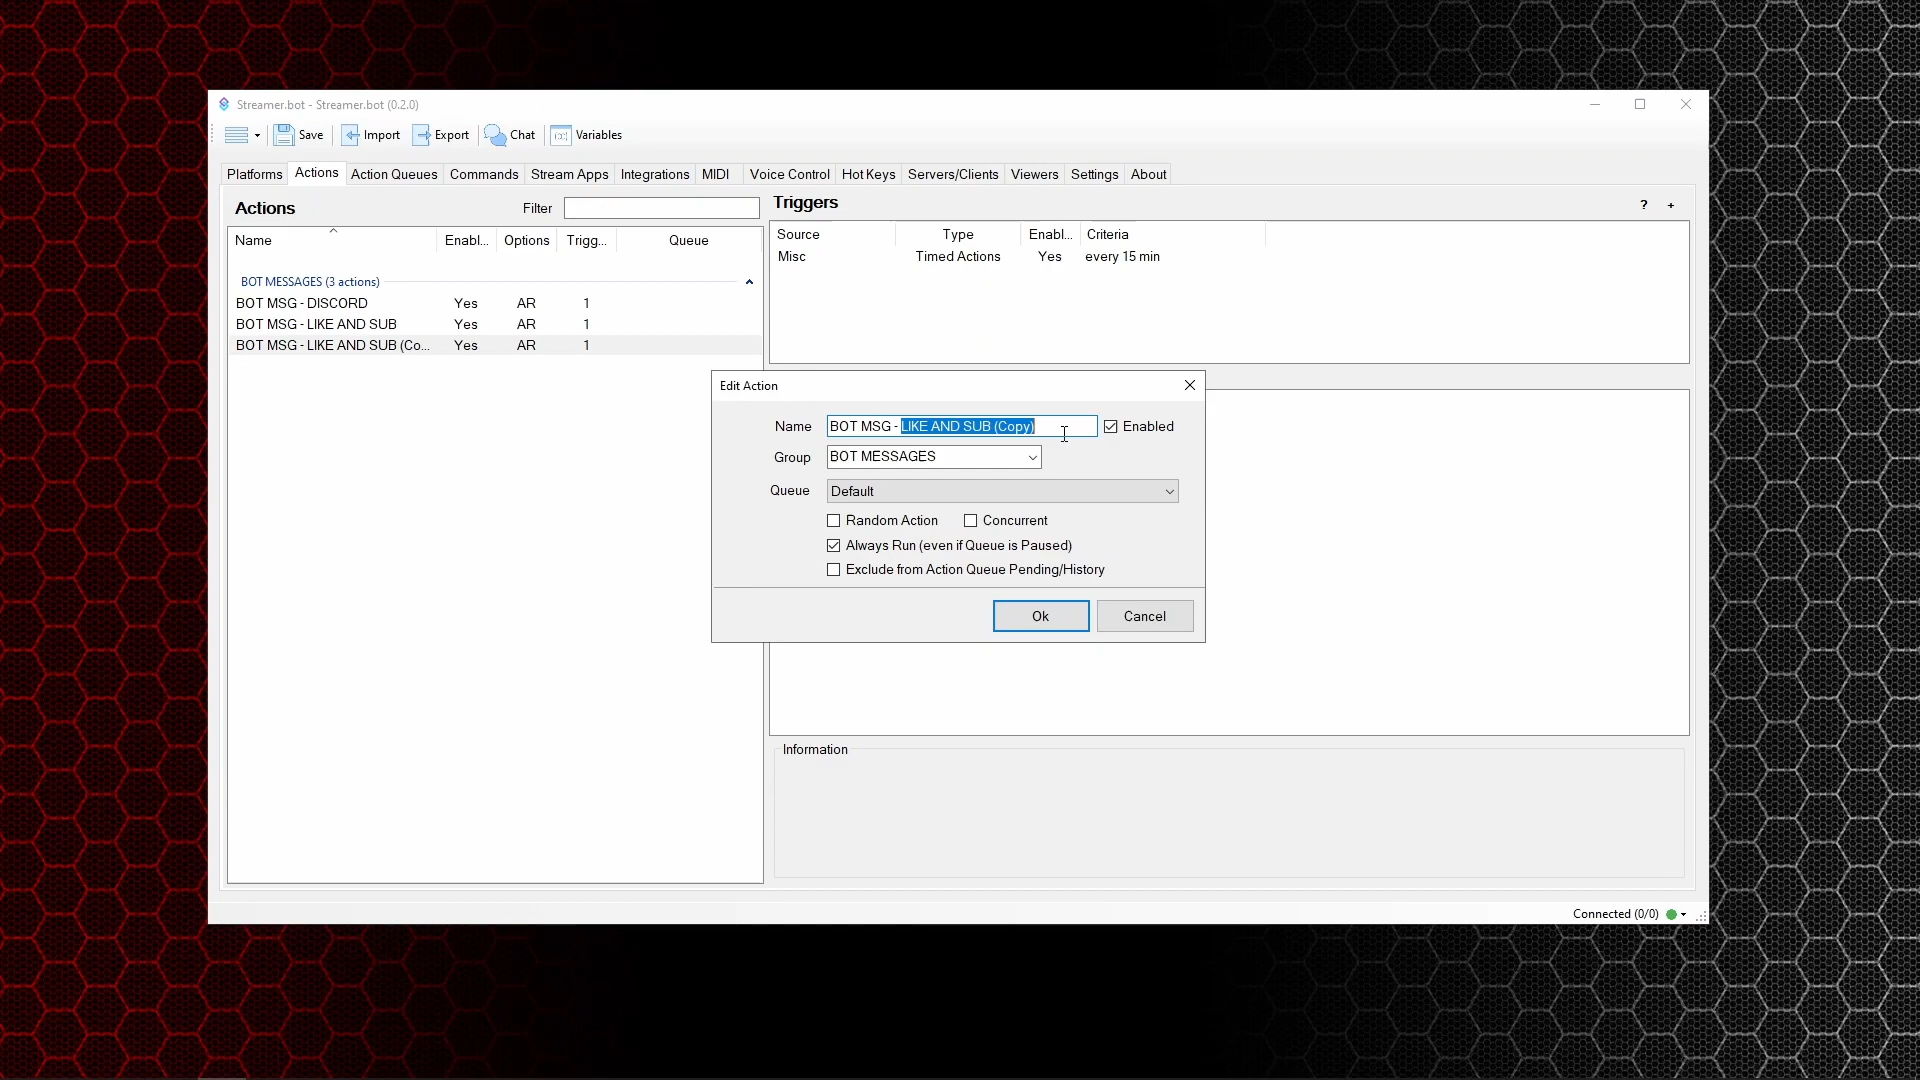 Streamer.bot - Streamer.bot (0.2.0)
Save Import Export Chat Variables
Platforms Actions Action Queues Commands Stream Apps Integrations MIDI Voice Control Hot Keys Servers/Clients Viewers Settings About
Actions Filter
Name Enabl... Options Trigg... Queue
BOT MESSAGES (3 actions)
BOT MSG - DISCORD Yes AR 1
BOT MSG - LIKE AND SUB Yes AR 1
BOT MSG - LIKE AND SUB (Co... Yes AR 1
Triggers ? +
Source Type Enabl... Criteria
Misc Timed Actions Yes every 15 min
Edit Action
Name BOT MSG - LIKE AND SUB (Copy) Enabled
Group BOT MESSAGES
Queue Default
Random Action Concurrent
Always Run (even if Queue is Paused)
Exclude from Action Queue Pending/History
Ok Cancel
Information
Connected (0/0)